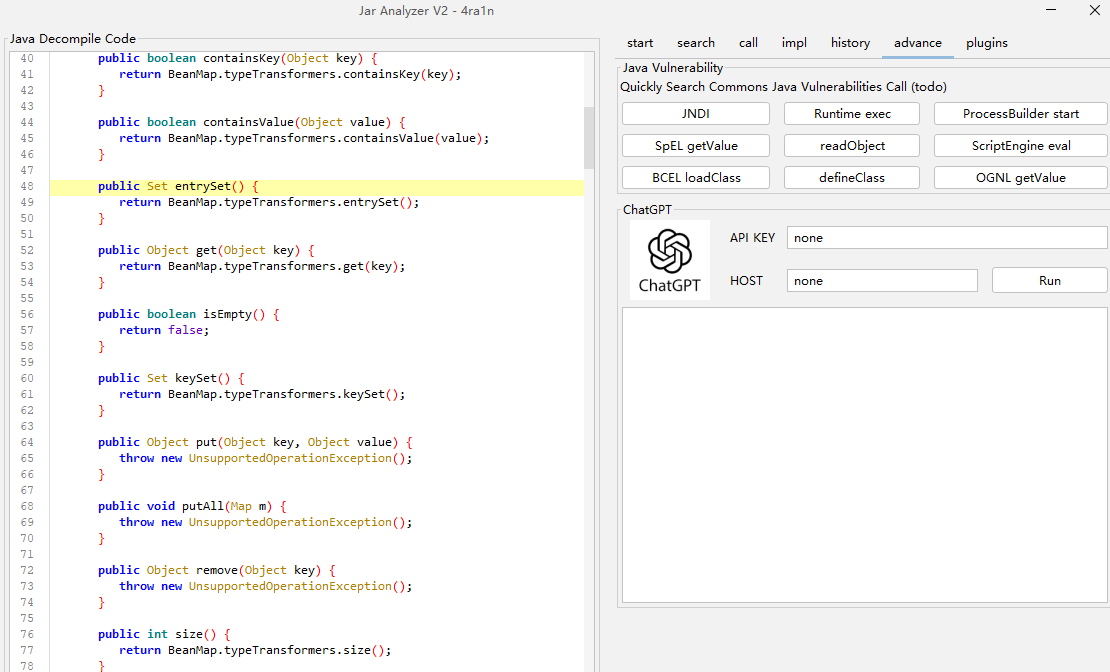 Jar Analyzer V2 - 4ra1n
Java Decompile Code
40 public boolean containsKey(Object key) {
41 return BeanMap.typeTransformers.containsKey(key);
42 }
43
44 public boolean containsValue(Object value) {
45 return BeanMap.typeTransformers.containsValue(value);
46 }
47
48 public Set entrySet() {
49 return BeanMap.typeTransformers.entrySet();
50 }
51
52 public Object get(Object key) {
53 return BeanMap.typeTransformers.get(key);
54 }
55
56 public boolean isEmpty() {
57 return false;
58 }
59
60 public Set keySet() {
61 return BeanMap.typeTransformers.keySet();
62 }
63
64 public Object put(Object key, Object value) {
65 throw new UnsupportedOperationException();
66 }
67
68 public void putAll(Map m) {
69 throw new UnsupportedOperationException();
70 }
71
72 public Object remove(Object key) {
73 throw new UnsupportedOperationException();
74 }
75
76 public int size() {
77 return BeanMap.typeTransformers.size();
78 }
start search call impl history advance plugins
Java Vulnerability
Quickly Search Commons Java Vulnerabilities Call (todo)
JNDI Runtime exec ProcessBuilder start
SpEL getValue readObject ScriptEngine eval
BCEL loadClass defineClass OGNL getValue
ChatGPT
API KEY none
ChatGPT
HOST none Run